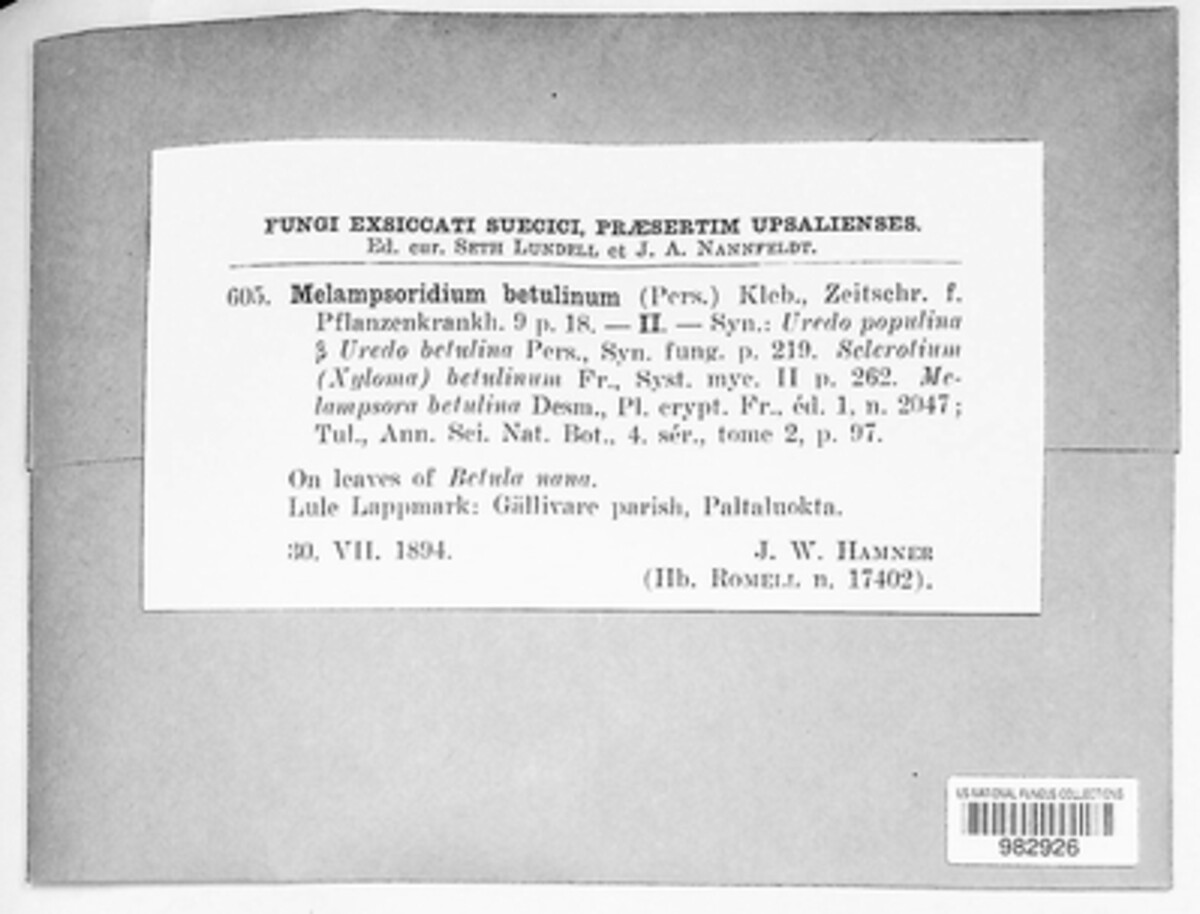 FUNGI EXSICCATI SUECICI, PRÆSERTIM UPSALIENSES.
Ed. cur. SETH LUNDELL et J. A. NANNFELDT.
605. Melampsoridium betulinum (Pers.) Kleb., Zeitschr. f.
Pflanzenkrankh. 9 p. 18. — II. — Syn.: Uredo populina
β Uredo betulina Pers., Syn. fung. p. 219. Sclerotium
(Xyloma) betulinum Fr., Syst. myc. II p. 262. Me-
lampsora betulina Desm., Pl. crypt. Fr., éd. 1, n. 2047;
Tul., Ann. Sci. Nat. Bot., 4. sér., tome 2, p. 97.
On leaves of Betula nana.
Lule Lappmark: Gällivare parish, Paltaluokta.
30. VII. 1894. J. W. HAMNER
(Hb. ROMELL n. 17402).
US NATIONAL FUNGUS COLLECTIONS
982926